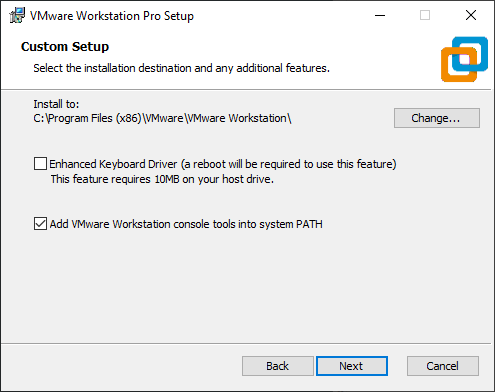 VMware Workstation Pro Setup
Custom Setup
Select the installation destination and any additional features.
Install to:
C:\Program Files (x86)\VMware\VMware Workstation\
Change...
Enhanced Keyboard Driver (a reboot will be required to use this feature)
This feature requires 10MB on your host drive.
Add VMware Workstation console tools into system PATH
Back
Next
Cancel